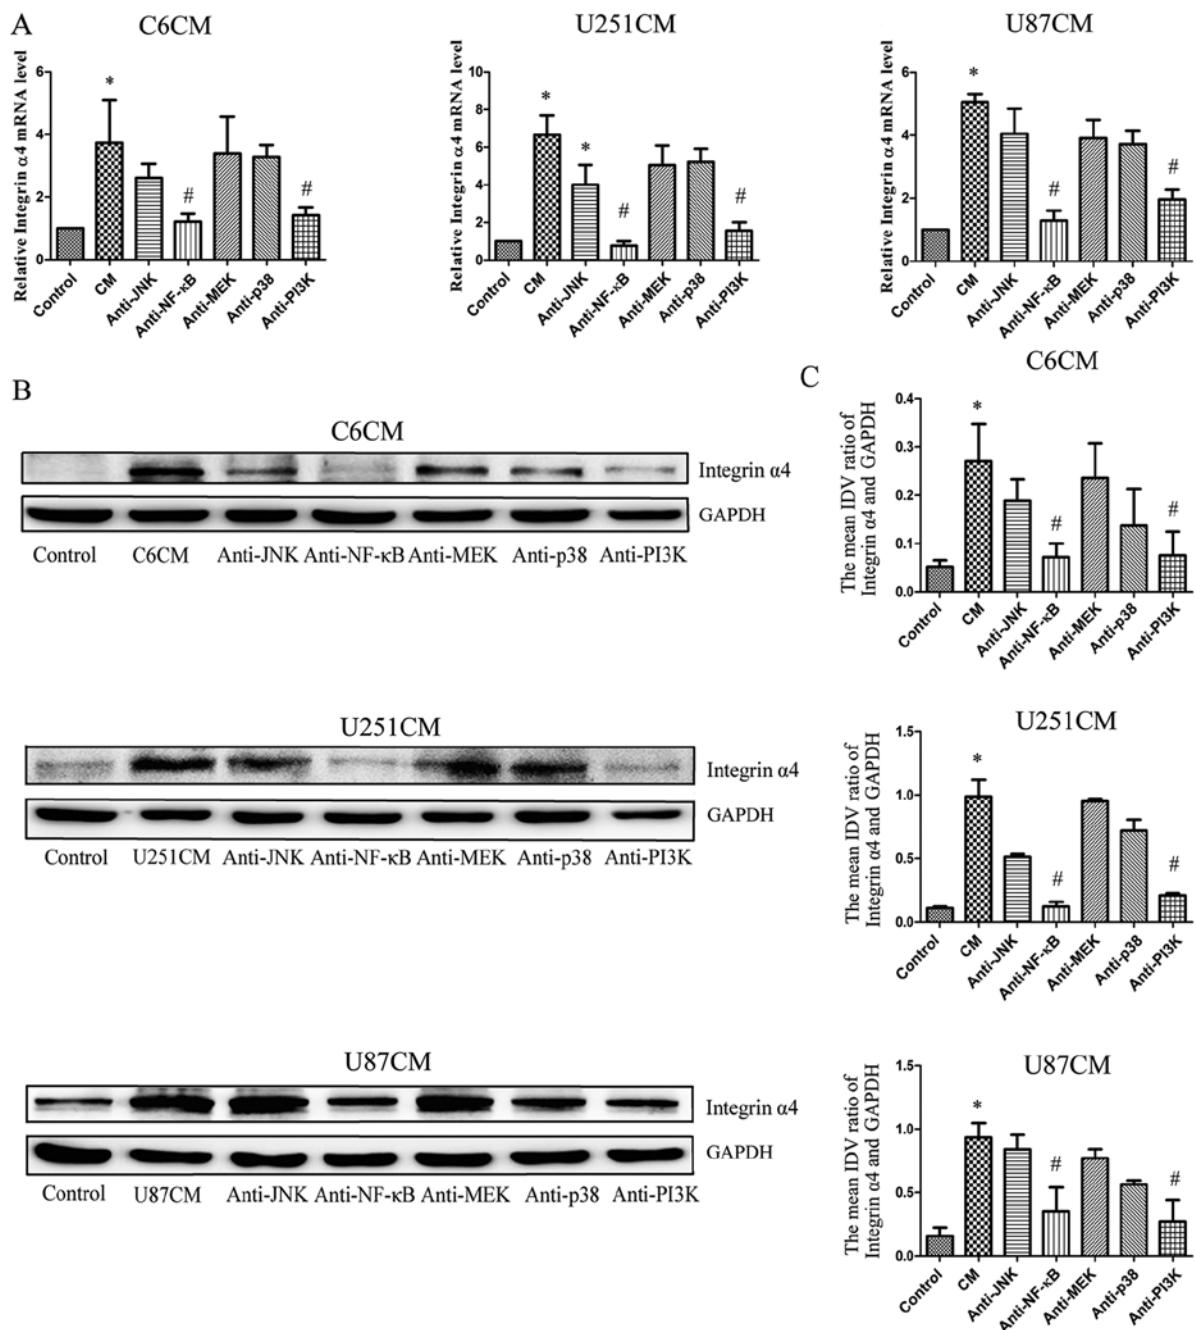 A
C6CM
U251CM
U87CM
Relative Integrin α4 mRNA level
6
4
2
0
*
#
#
Control
CM
Anti-JNK
Anti-NF-κB
Anti-MEK
Anti-p38
Anti-PI3K
Relative Integrin α4 mRNA level
10
8
6
4
2
0
*
*
#
#
Control
CM
Anti-JNK
Anti-NF-κB
Anti-MEK
Anti-p38
Anti-PI3K
Relative Integrin α4 mRNA level
6
4
2
0
*
#
#
Control
CM
Anti-JNK
Anti-NF-κB
Anti-MEK
Anti-p38
Anti-PI3K
B
C6CM
Integrin α4
GAPDH
Control C6CM Anti-JNK Anti-NF-κB Anti-MEK Anti-p38 Anti-PI3K
U251CM
Integrin α4
GAPDH
Control U251CM Anti-JNK Anti-NF-κB Anti-MEK Anti-p38 Anti-PI3K
U87CM
Integrin α4
GAPDH
Control U87CM Anti-JNK Anti-NF-κB Anti-MEK Anti-p38 Anti-PI3K
C
C6CM
The mean IDV ratio of
Integrin α4 and GAPDH
0.4
0.3
0.2
0.1
0.0
*
#
#
Control
CM
Anti-JNK
Anti-NF-κB
Anti-MEK
Anti-p38
Anti-PI3K
U251CM
The mean IDV ratio of
Integrin α4 and GAPDH
1.5
1.0
0.5
0.0
*
#
#
Control
CM
Anti-JNK
Anti-NF-κB
Anti-MEK
Anti-p38
Anti-PI3K
U87CM
The mean IDV ratio of
Integrin α4 and GAPDH
1.5
1.0
0.5
0.0
*
#
#
Control
CM
Anti-JNK
Anti-NF-κB
Anti-MEK
Anti-p38
Anti-PI3K